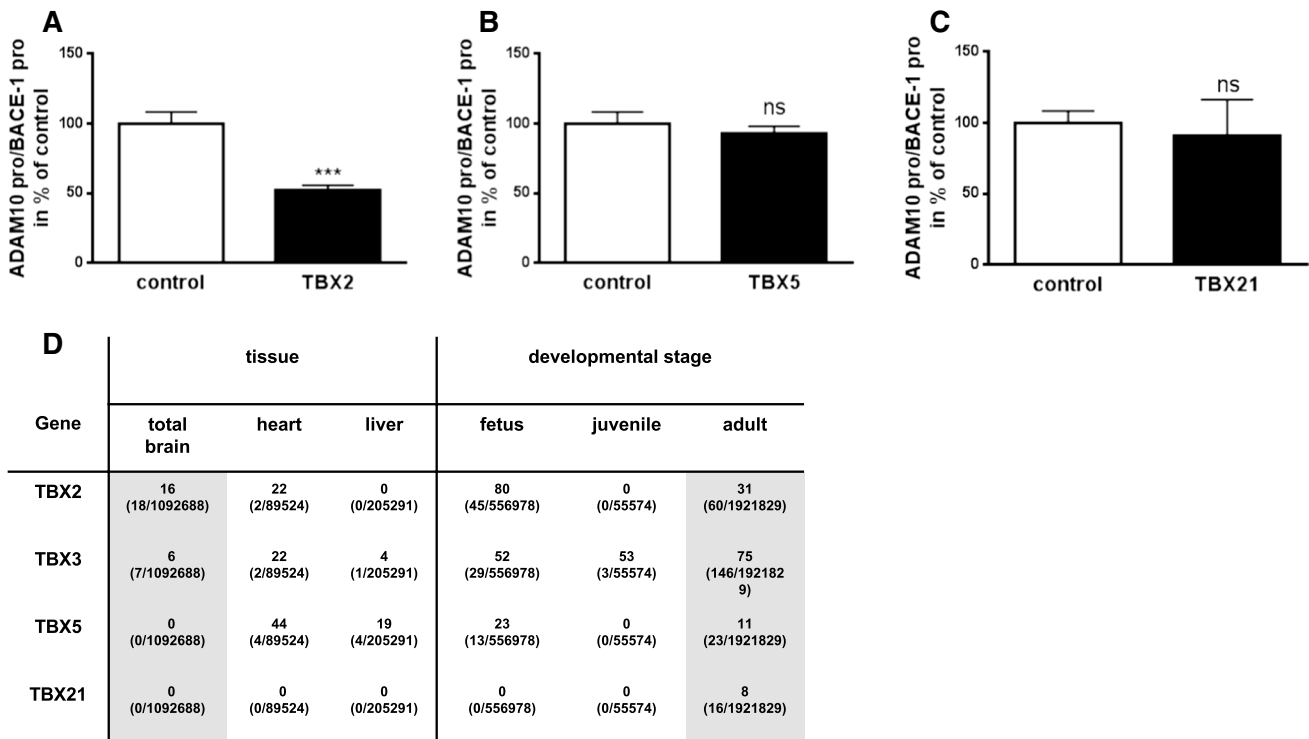 A
ADAM10 pro/BACE-1 pro
in % of control
150
100
50
0
***
control
TBX2
B
ADAM10 pro/BACE-1 pro
in % of control
150
100
50
0
ns
control
TBX5
C
ADAM10 pro/BACE-1 pro
in % of control
150
100
50
0
ns
control
TBX21
D
tissue developmental stage
Gene total heart liver fetus juvenile adult
brain
TBX2 16 22 0 80 0 31
(18/1092688) (2/89524) (0/205291) (45/556978) (0/55574) (60/1921829)
TBX3 6 22 4 52 53 75
(7/1092688) (2/89524) (1/205291) (29/556978) (3/55574) (146/192182
9)
TBX5 0 44 19 23 0 11
(0/1092688) (4/89524) (4/205291) (13/556978) (0/55574) (23/1921829)
TBX21 0 0 0 0 0 8
(0/1092688) (0/89524) (0/205291) (0/556978) (0/55574) (16/1921829)